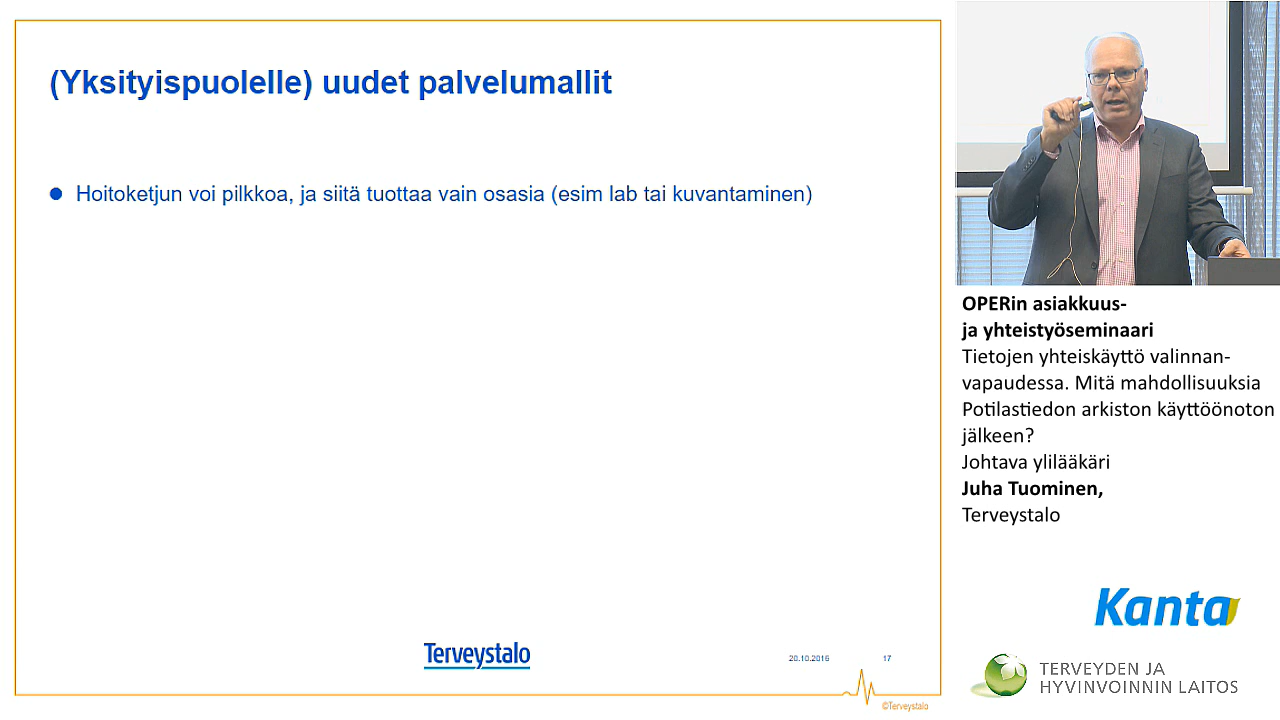 (Yksityispuolelle) uudet palvelumallit
Hoitoketjun voi pilkkoa, ja siitä tuottaa vain osasia (esim lab tai kuvantaminen)
Terveystalo
20.10.2016
17
©Terveystalo
OPERin asiakkuus-
ja yhteistyöseminaari
Tietojen yhteiskäyttö valinnan-
vapaudessa. Mitä mahdollisuuksia
Potilastiedon arkiston käyttöönoton
jälkeen?
Johtava ylilääkäri
Juha Tuominen,
Terveystalo
Kanta
TERVEYDEN JA
HYVINVOINNIN LAITOS